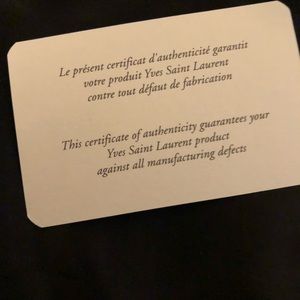 Le présent certificat d'authenticité garantit
votre produit Yves Saint Laurent
contre tout défaut de fabrication
This certificate of authenticity guarantees your
Yves Saint Laurent product
against all manufacturing defects